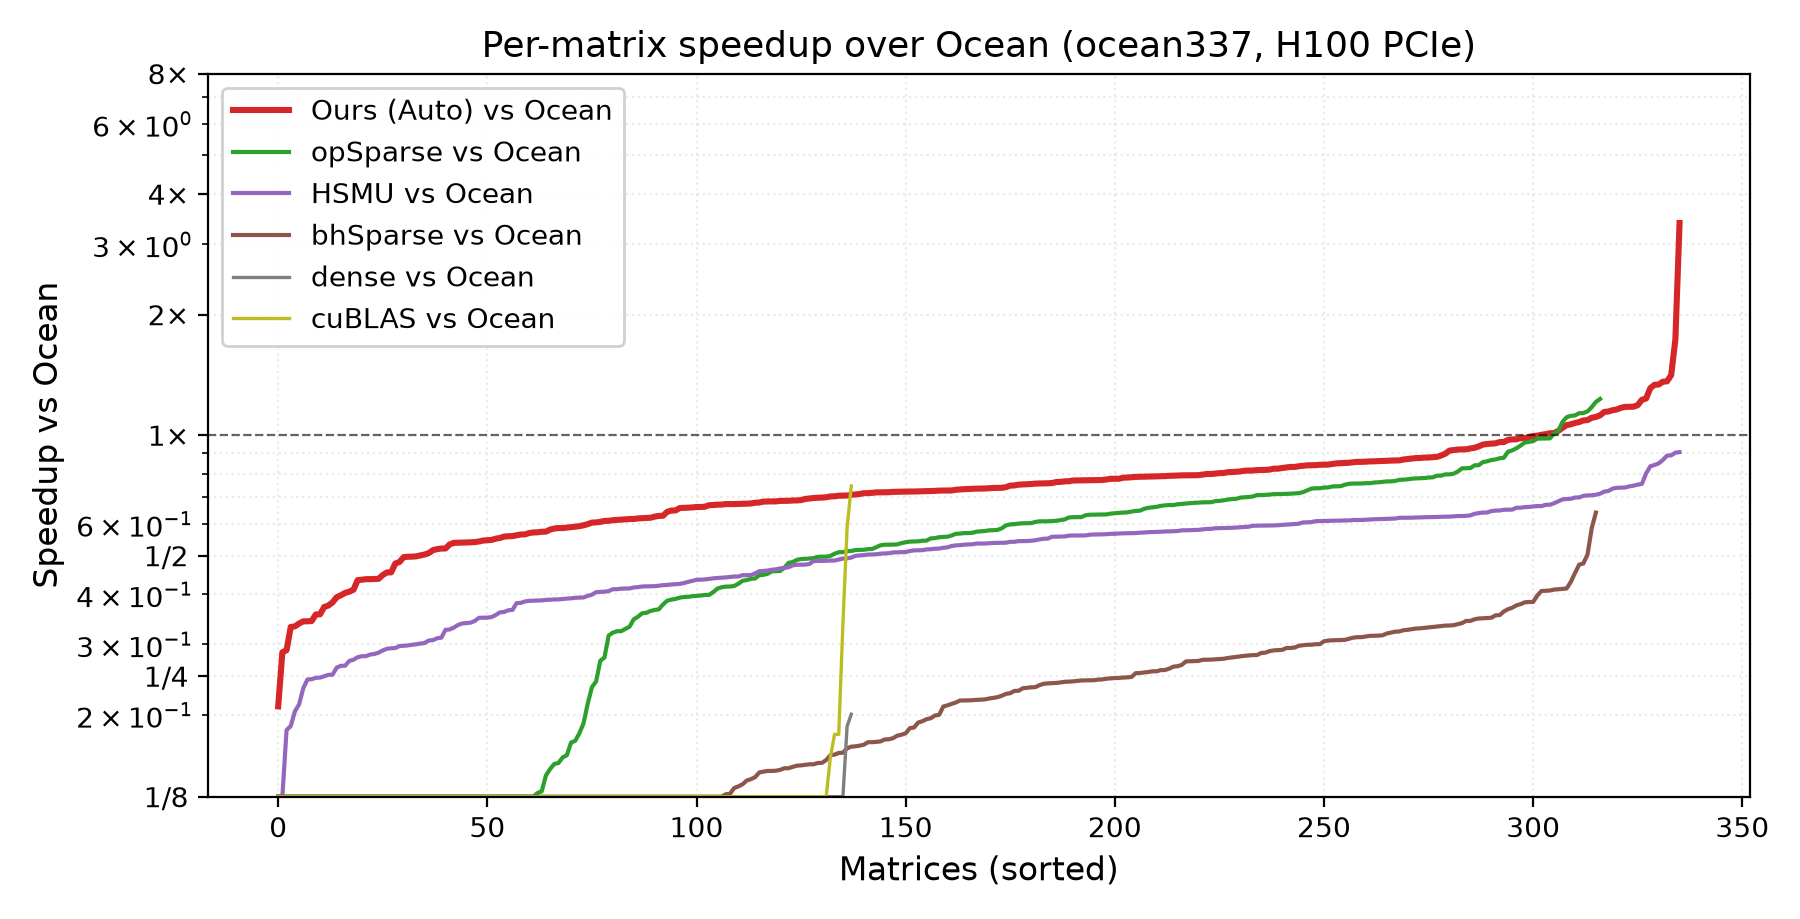 Per-matrix speedup over Ocean (ocean337, H100 PCIe)
Speedup vs Ocean
8×
6 × 10⁰
4×
3 × 10⁰
2×
1×
6 × 10⁻¹
1/2
4 × 10⁻¹
3 × 10⁻¹
1/4
2 × 10⁻¹
1/8
Ours (Auto) vs Ocean
opSparse vs Ocean
HSMU vs Ocean
bhSparse vs Ocean
dense vs Ocean
cuBLAS vs Ocean
0 50 100 150 200 250 300 350
Matrices (sorted)